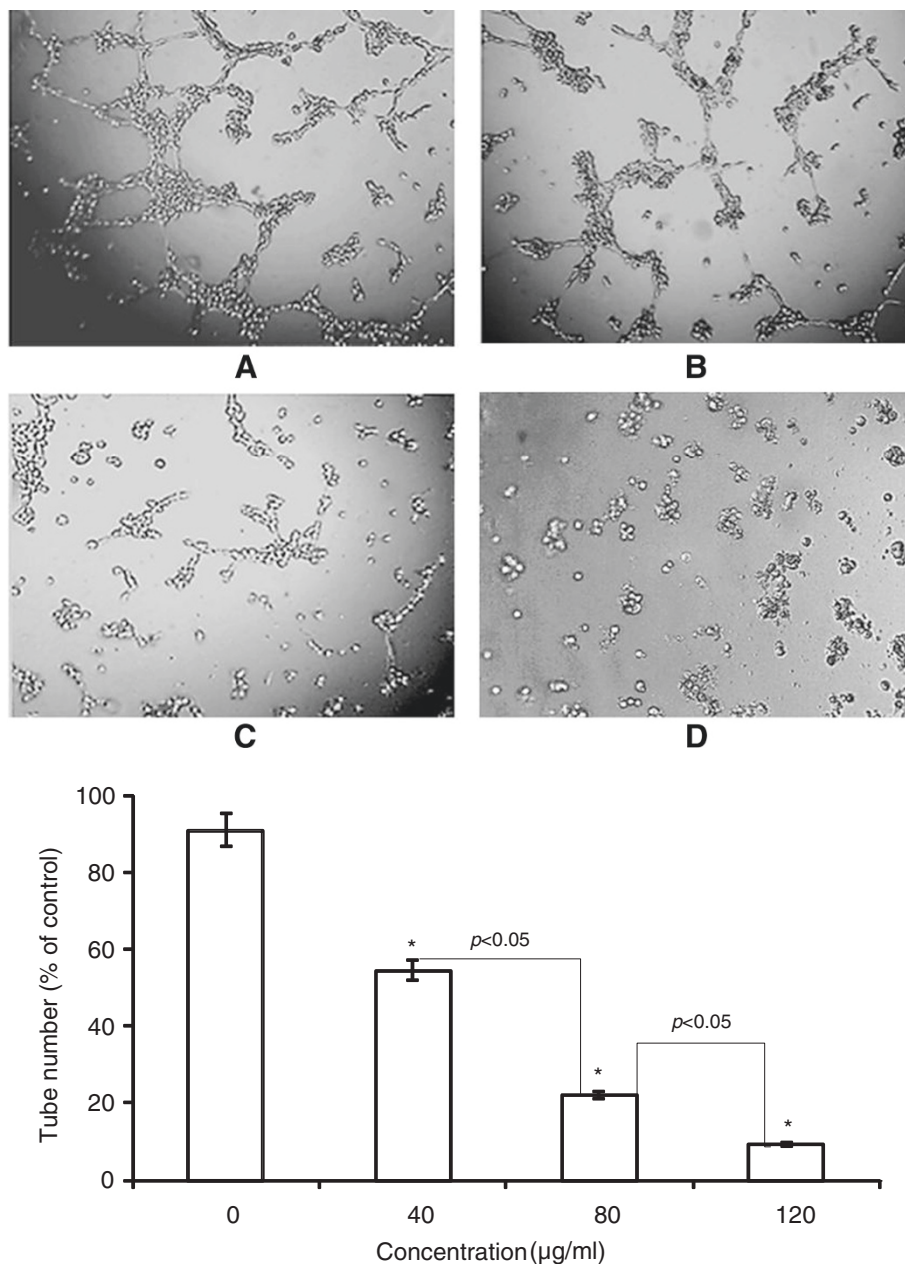 A
B
C
D
100
80
60
40
20
0
Tube number (% of control)
*
p<0.05
*
p<0.05
*
0
40
80
120
Concentration (µg/ml)